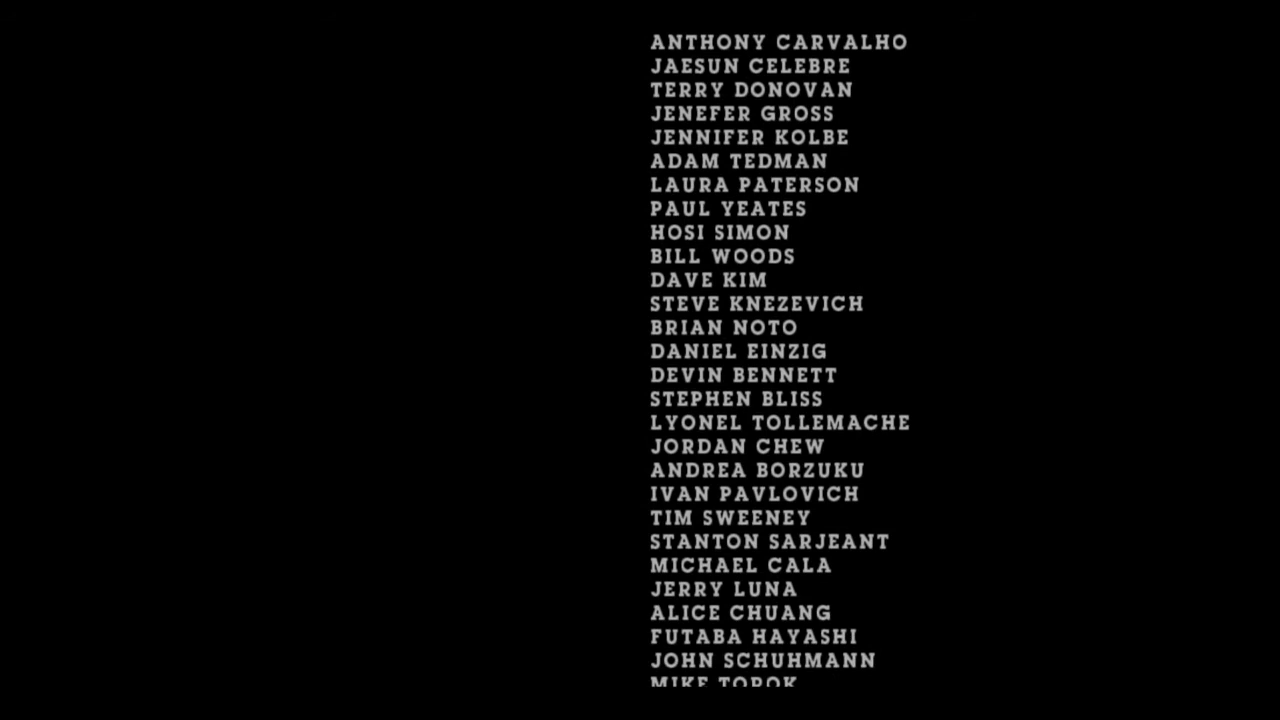 ANTHONY CARVALHO
JAESUN CELEBRE
TERRY DONOVAN
JENEFER GROSS
JENNIFER KOLBE
ADAM TEDMAN
LAURA PATERSON
PAUL YEATES
HOSI SIMON
BILL WOODS
DAVE KIM
STEVE KNEZEVICH
BRIAN NOTO
DANIEL EINZIG
DEVIN BENNETT
STEPHEN BLISS
LYONEL TOLLEMACHE
JORDAN CHEW
ANDREA BORZUKU
IVAN PAVLOVICH
TIM SWEENEY
STANTON SARJEANT
MICHAEL CALA
JERRY LUNA
ALICE CHUANG
FUTABA HAYASHI
JOHN SCHUHMANN
MIKE TOROK